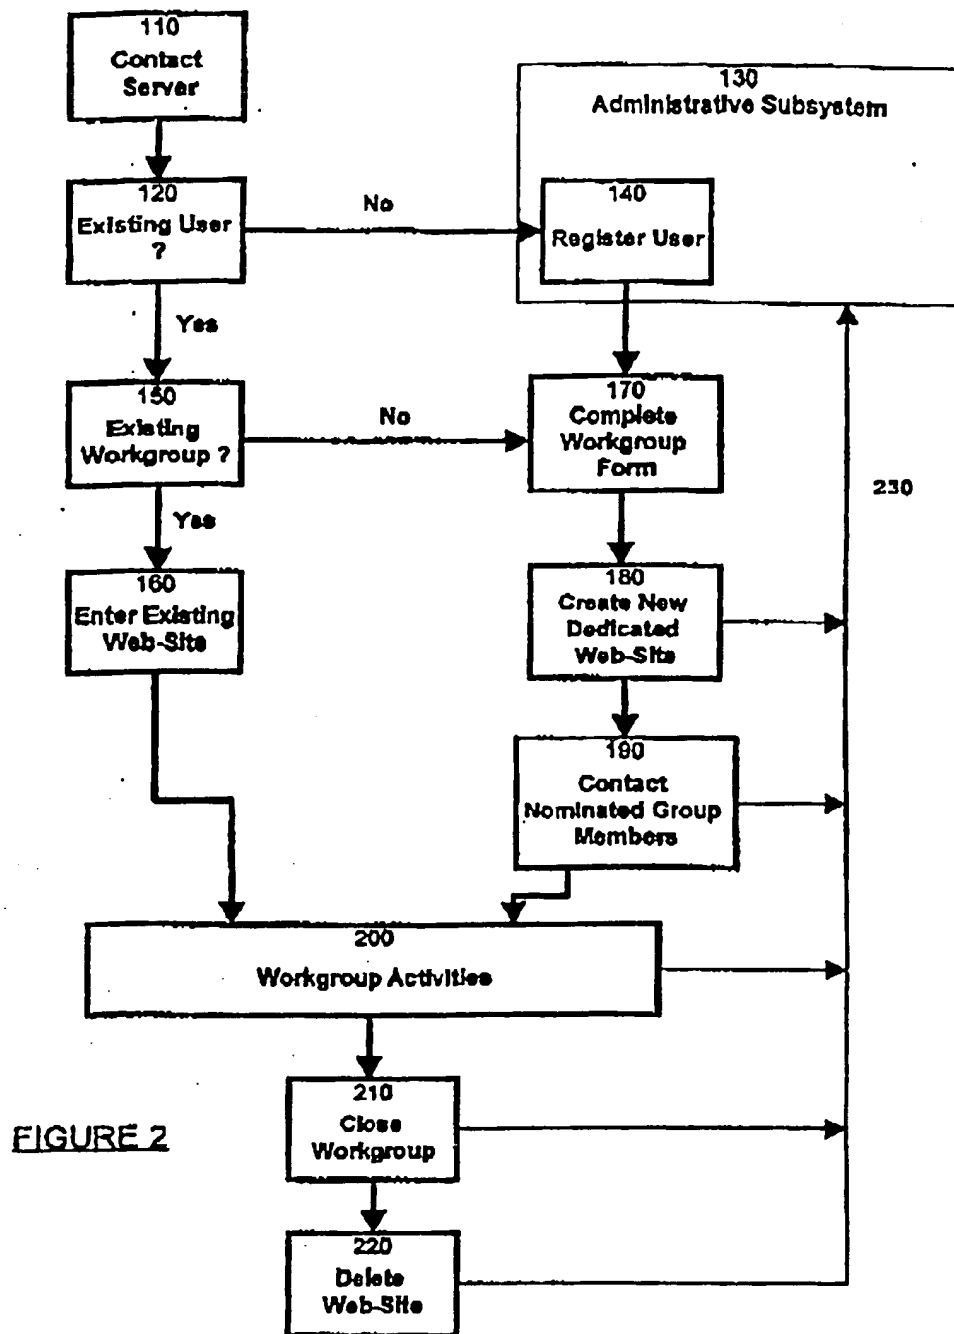 110
Contact
Server
130
Administrative Subsystem
120
Existing User
?
No
140
Register User
Yes
150
Existing
Workgroup ?
No
170
Complete
Workgroup
Form
230
Yes
160
Enter Existing
Web-Site
180
Create New
Dedicated
Web-Site
190
Contact
Nominated Group
Members
200
Workgroup Activities
210
Close
Workgroup
FIGURE 2
220
Delete
Web-Site